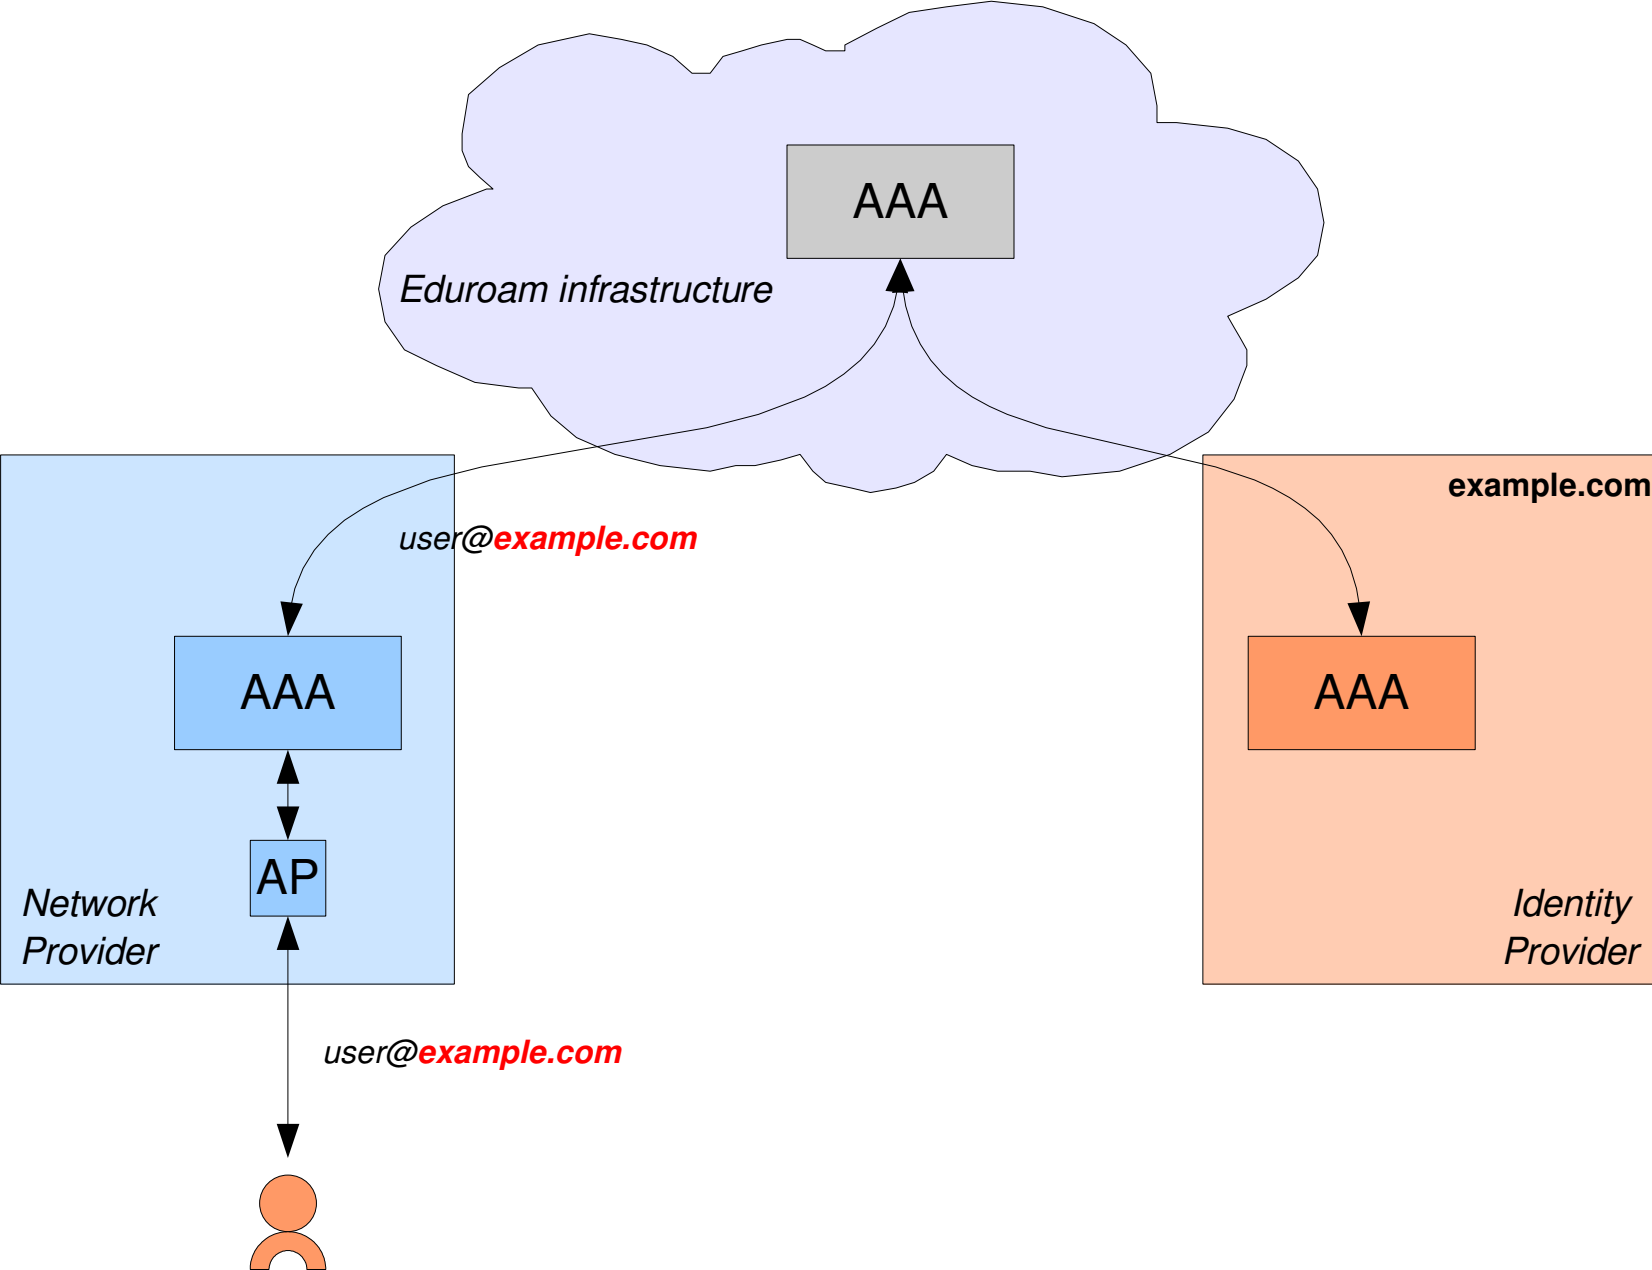 AAA
Eduroam infrastructure
example.com
user@example.com
AAA
AAA
AP
Network
Provider
Identity
Provider
user@example.com